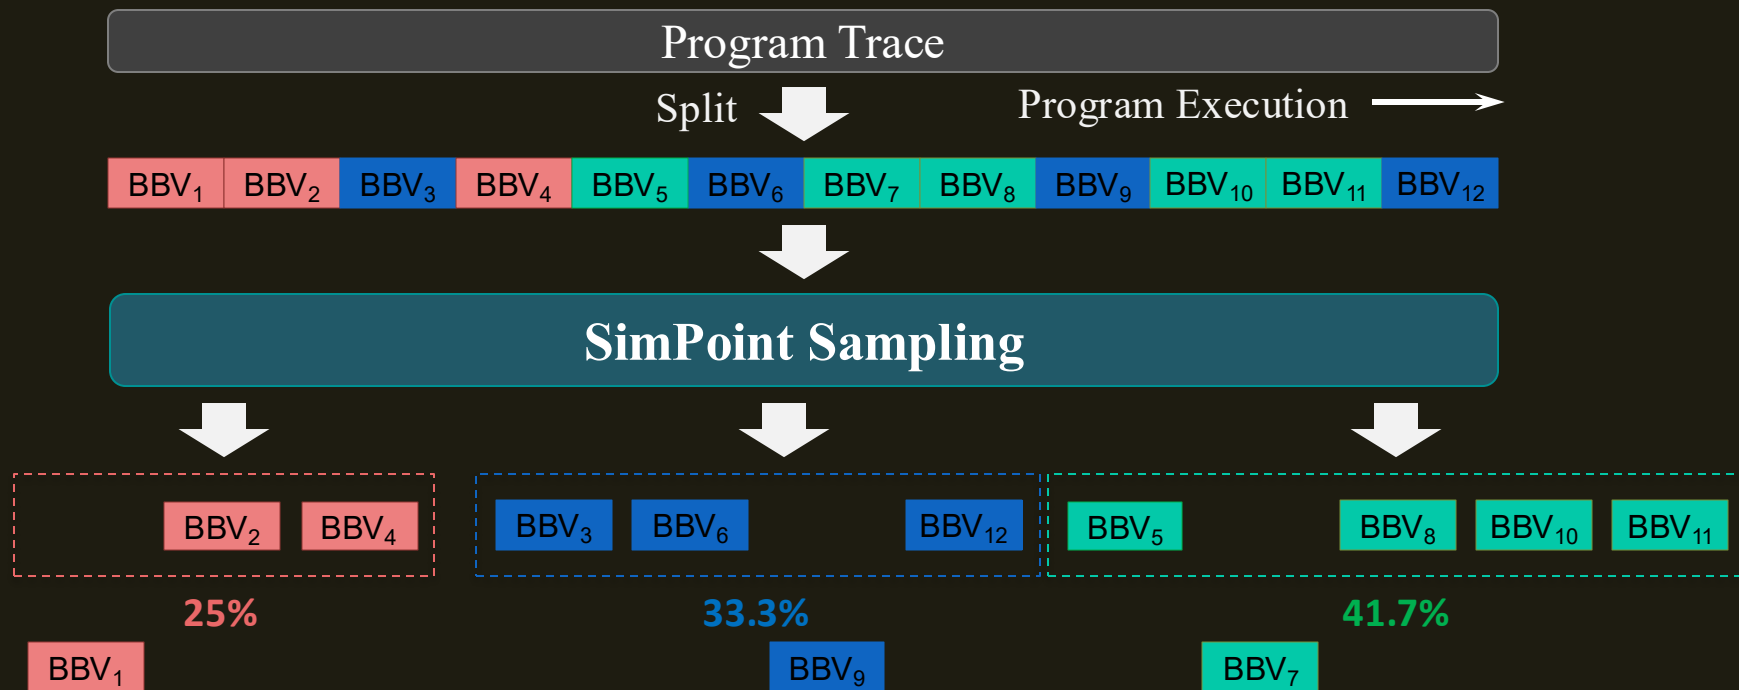 Program Trace
Split
Program Execution
BBV₁ BBV₂ BBV₃ BBV₄ BBV₅ BBV₆ BBV₇ BBV₈ BBV₉ BBV₁₀ BBV₁₁ BBV₁₂
SimPoint Sampling
BBV₂ BBV₄ BBV₃ BBV₆ BBV₁₂ BBV₅ BBV₈ BBV₁₀ BBV₁₁
25% 33.3% 41.7%
BBV₁ BBV₉ BBV₇